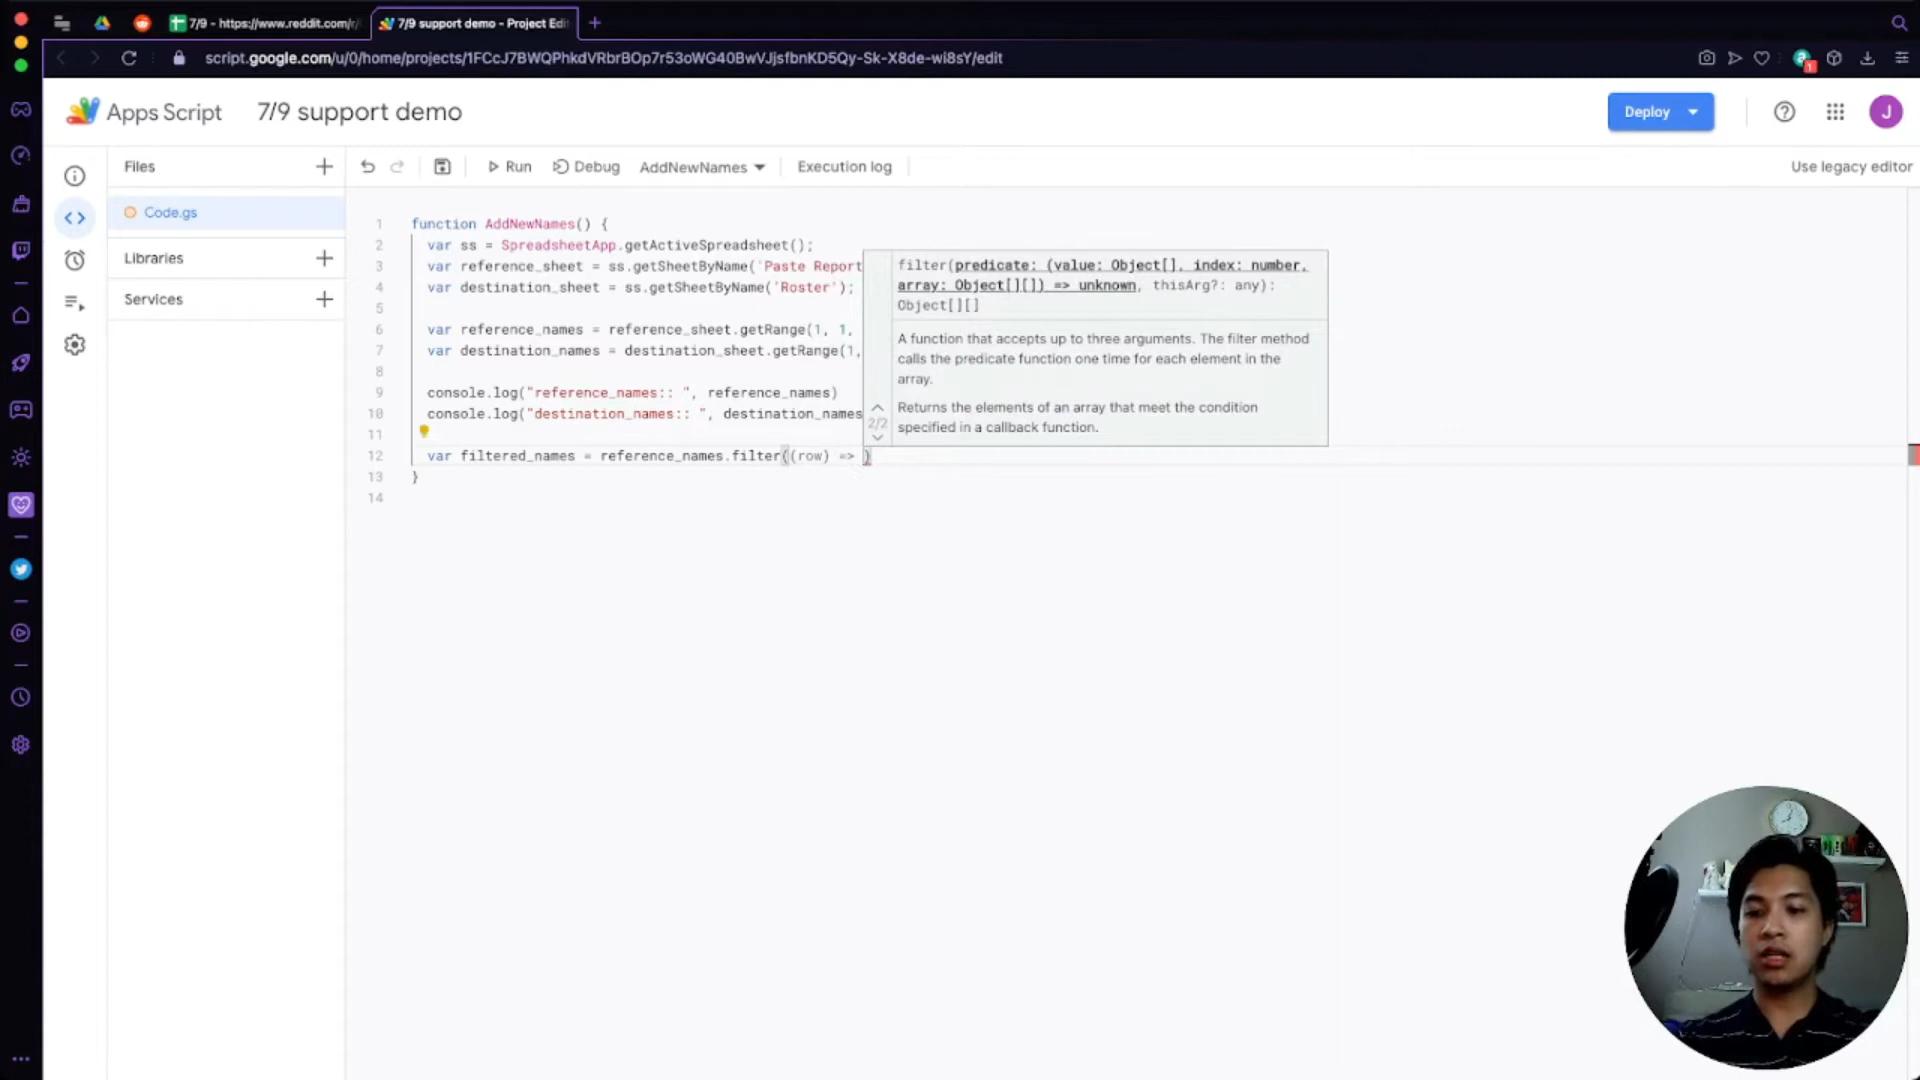 7/9 - https://www.reddit.com/r/
7/9 support demo - Project Edi
script.google.com/u/0/home/projects/1FCcJ7BWQPhkdVRbrBOp7r53oWG40BwVJjsfbnKD5Qy-Sk-X8de-wi8sY/edit
1
Apps Script 7/9 support demo
Deploy
J
Files
Run Debug AddNewNames Execution log
Use legacy editor
Code.gs
Libraries
Services
1 function AddNewNames() {
2 var ss = SpreadsheetApp.getActiveSpreadsheet();
3 var reference_sheet = ss.getSheetByName('Paste Report
4 var destination_sheet = ss.getSheetByName('Roster');
5
6 var reference_names = reference_sheet.getRange(1, 1,
7 var destination_names = destination_sheet.getRange(1,
8
9 console.log("reference_names:: ", reference_names)
10 console.log("destination_names:: ", destination_names
11
12 var filtered_names = reference_names.filter((row) => )
13 }
14
filter(predicate: (value: Object[], index: number,
array: Object[][]) => unknown, thisArg?: any):
Object[][]
A function that accepts up to three arguments. The filter method
calls the predicate function one time for each element in the
array.
Returns the elements of an array that meet the condition
specified in a callback function.
2/2